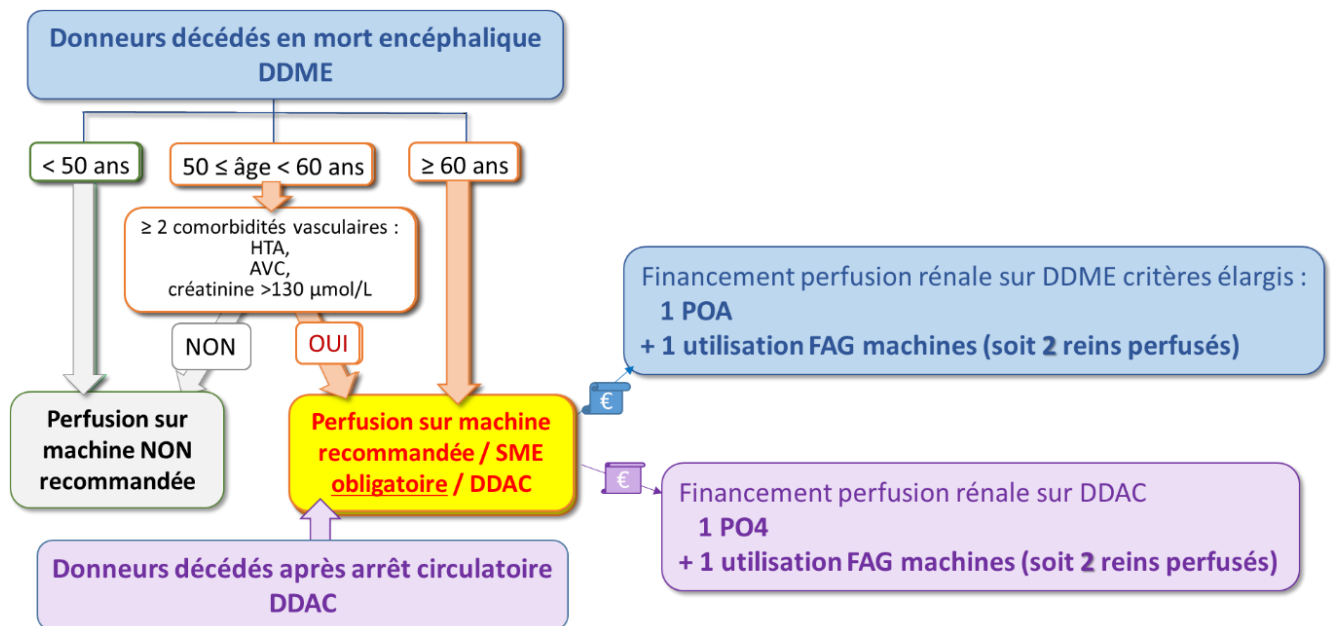 Donneurs décédés en mort encéphalique
DDME
< 50 ans
50 ≤ âge < 60 ans
≥ 60 ans
≥ 2 comorbidités vasculaires :
HTA,
AVC,
créatinine >130 µmol/L
NON
OUI
Perfusion sur
machine NON
recommandée
Perfusion sur machine
recommandée / SME
obligatoire / DDAC
Donneurs décédés après arrêt circulatoire
DDAC
€
Financement perfusion rénale sur DDME critères élargis :
1 POA
+ 1 utilisation FAG machines (soit 2 reins perfusés)
€
Financement perfusion rénale sur DDAC
1 PO4
+ 1 utilisation FAG machines (soit 2 reins perfusés)